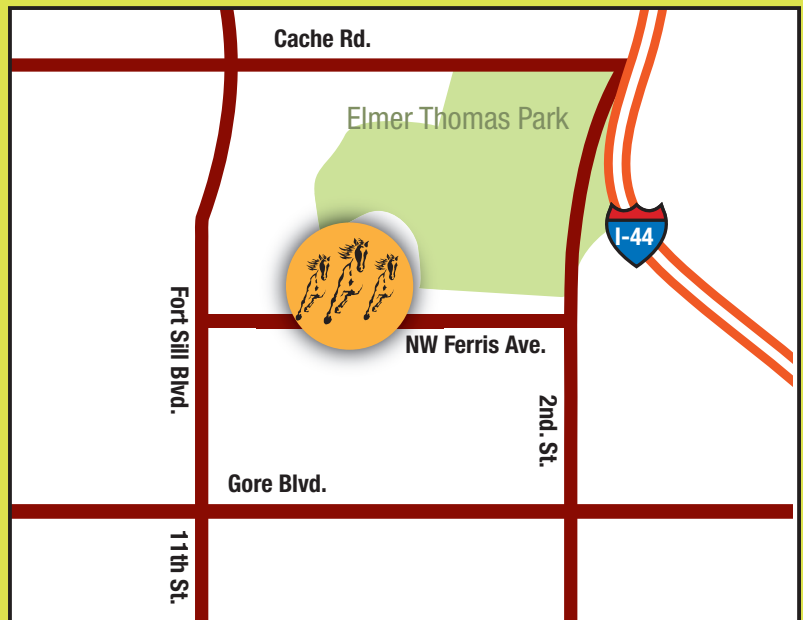 Cache Rd.
Elmer Thomas Park
I-44
Fort Sill Blvd.
NW Ferris Ave.
2nd. St.
Gore Blvd.
11th St.